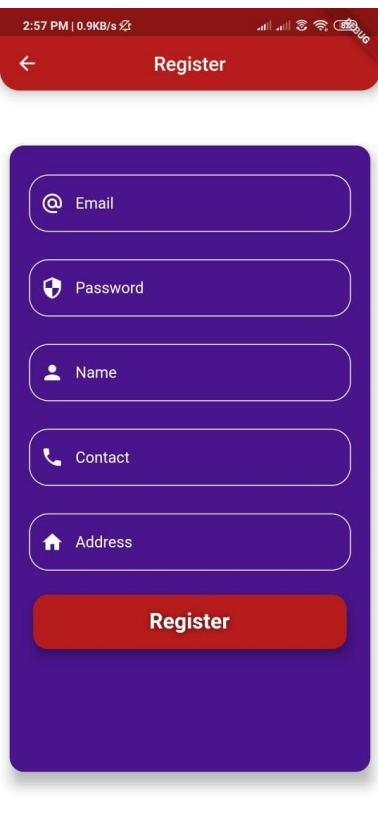 2:57 PM | 0.9KB/s
Register
Email
Password
Name
Contact
Address
Register